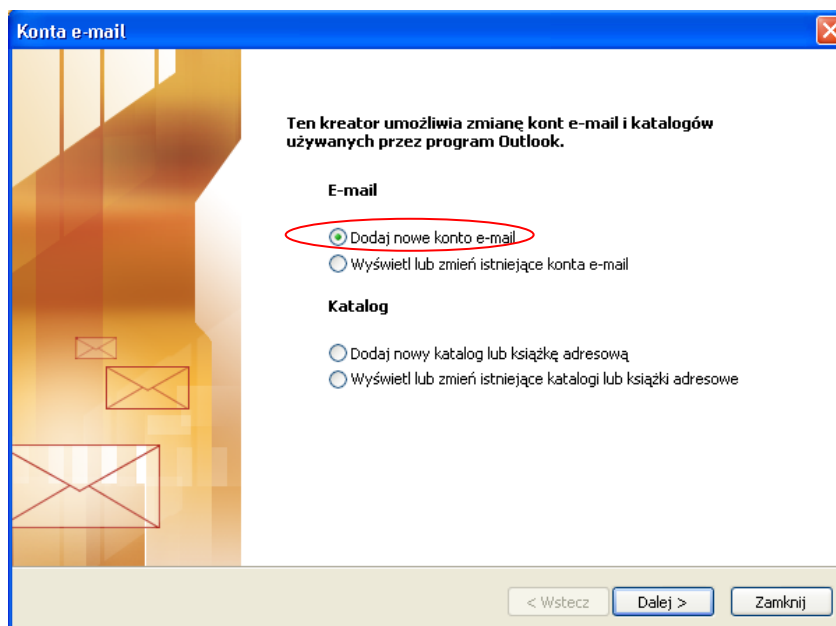 Konta e-mail
Ten kreator umożliwia zmianę kont e-mail i katalogów
używanych przez program Outlook.
E-mail
Dodaj nowe konto e-mail
Wyświetl lub zmień istniejące konta e-mail
Katalog
Dodaj nowy katalog lub książkę adresową
Wyświetl lub zmień istniejące katalogi lub książki adresowe
< Wstecz
Dalej >
Zamknij